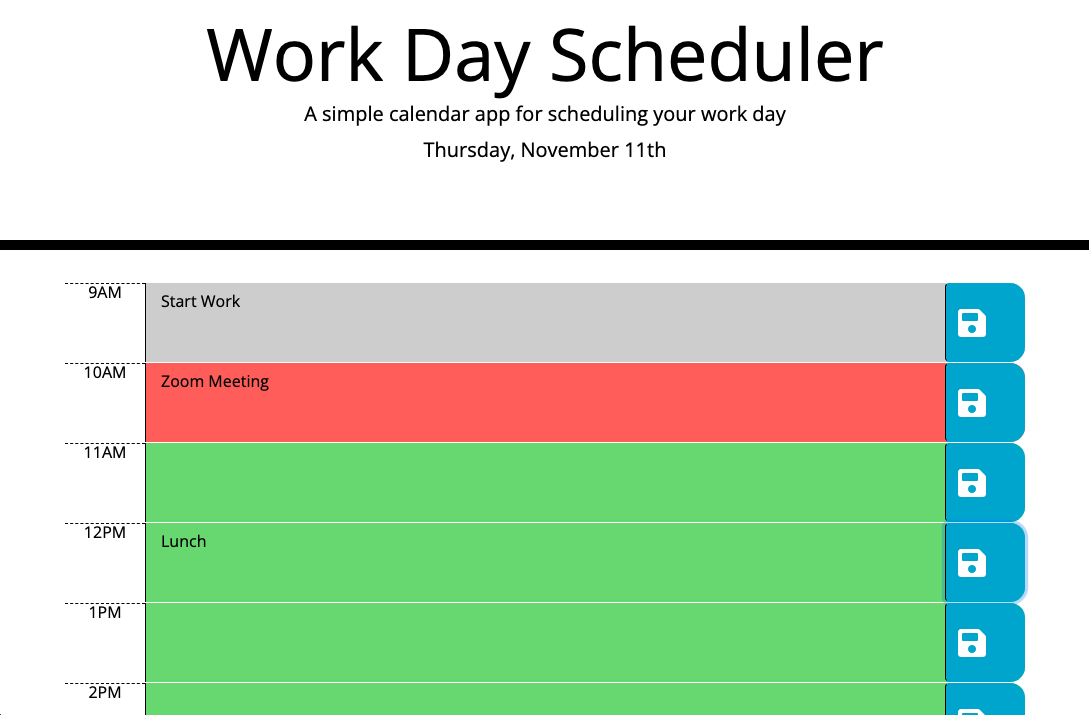 Work Day Scheduler
A simple calendar app for scheduling your work day
Thursday, November 11th
9AM
Start Work
10AM
Zoom Meeting
11AM
12PM
Lunch
1PM
2PM